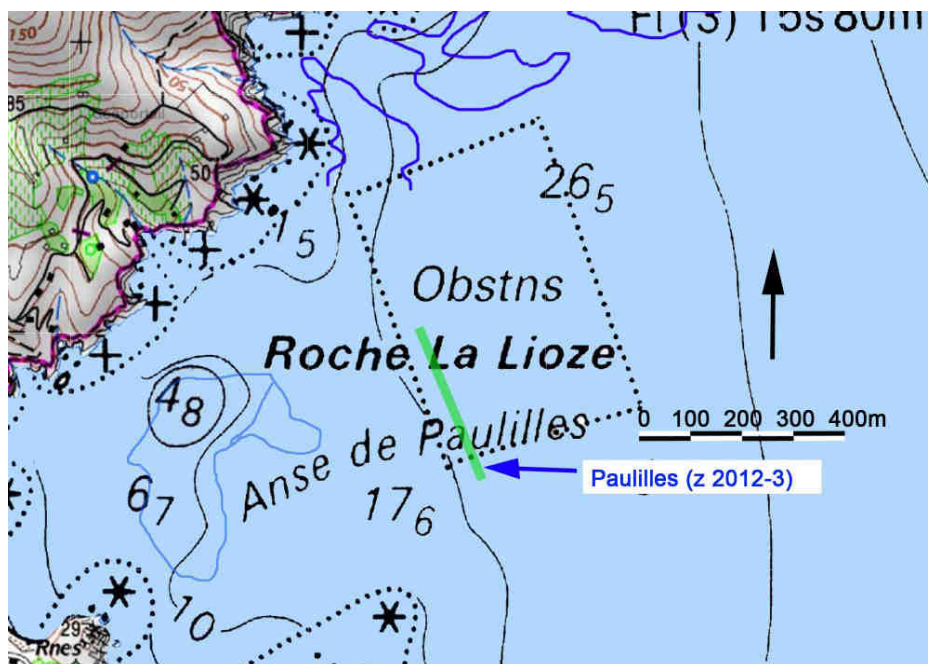 Fl (3) 15s 80m
150
50
85
50
26₅
1₅
Obstns
Roche La Lioze
4₈
0 100 200 300 400m
Anse de Paulilles
Paulilles (z 2012-3)
6₇
17₆
10
29
Rnes